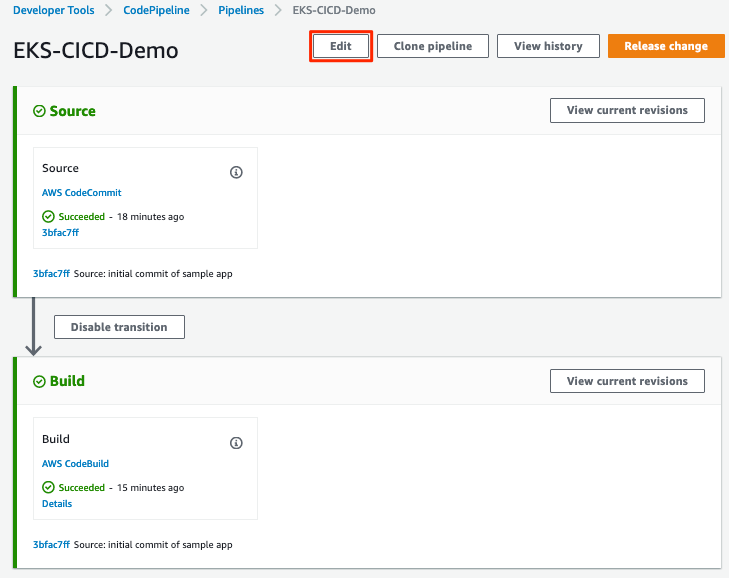 Developer Tools > CodePipeline > Pipelines > EKS-CICD-Demo
EKS-CICD-Demo
Edit
Clone pipeline
View history
Release change
Source
View current revisions
Source
AWS CodeCommit
Succeeded - 18 minutes ago
3bfac7ff
3bfac7ff Source: initial commit of sample app
Disable transition
Build
View current revisions
Build
AWS CodeBuild
Succeeded - 15 minutes ago
Details
3bfac7ff Source: initial commit of sample app